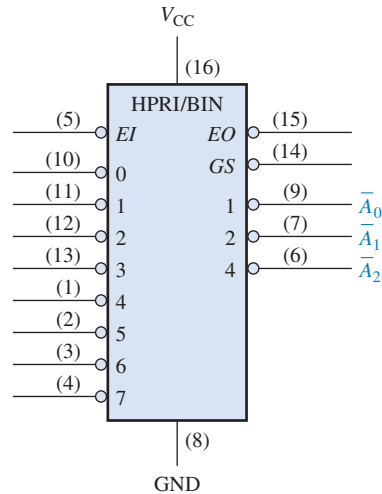 V_CC
(16)
HPRI/BIN
(5) EI EO (15)
GS (14)
(10) 0
(11) 1 1 (9) A̅₀
(12) 2 2 (7) A̅₁
(13) 3 4 (6) A̅₂
(1) 4
(2) 5
(3) 6
(4) 7
(8)
GND